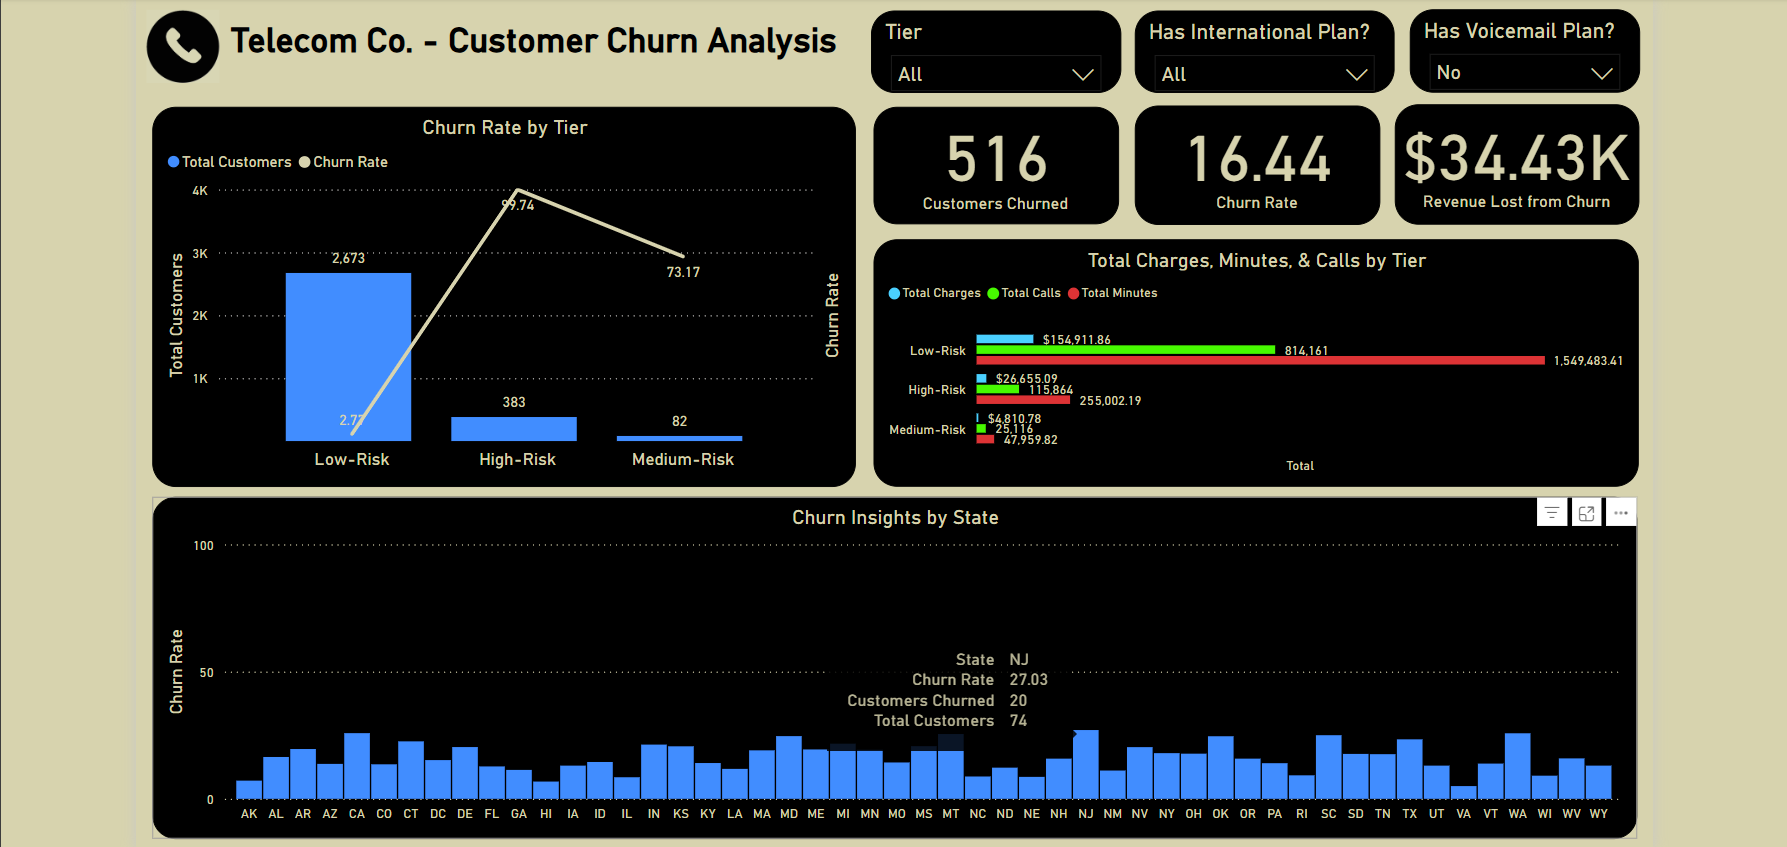 Telecom Co. - Customer Churn Analysis
Tier
All
Has International Plan?
All
Has Voicemail Plan?
No
Churn Rate by Tier
Total Customers
Churn Rate
4K
3K
2K
1K
Total Customers
Churn Rate
2,673
383
82
99.74
73.17
Low-Risk
High-Risk
Medium-Risk
516
Customers Churned
16.44
Churn Rate
$34.43K
Revenue Lost from Churn
Total Charges, Minutes, & Calls by Tier
Total Charges
Total Calls
Total Minutes
Low-Risk
$154,911.86
814,161
1,549,483.41
High-Risk
$26,655.09
115,864
255,002.19
Medium-Risk
$4,810.78
25,116
47,959.82
Total
Churn Insights by State
100
50
0
Churn Rate
State NJ
Churn Rate 27.03
Customers Churned 20
Total Customers 74
AK AL AR AZ CA CO CT DC DE FL GA HI IA ID IL IN KS KY LA MA MD ME MI MN MO MS MT NC ND NE NH NJ NM NV NY OH OK OR PA RI SC SD TN TX UT VA VT WA WI WV WY